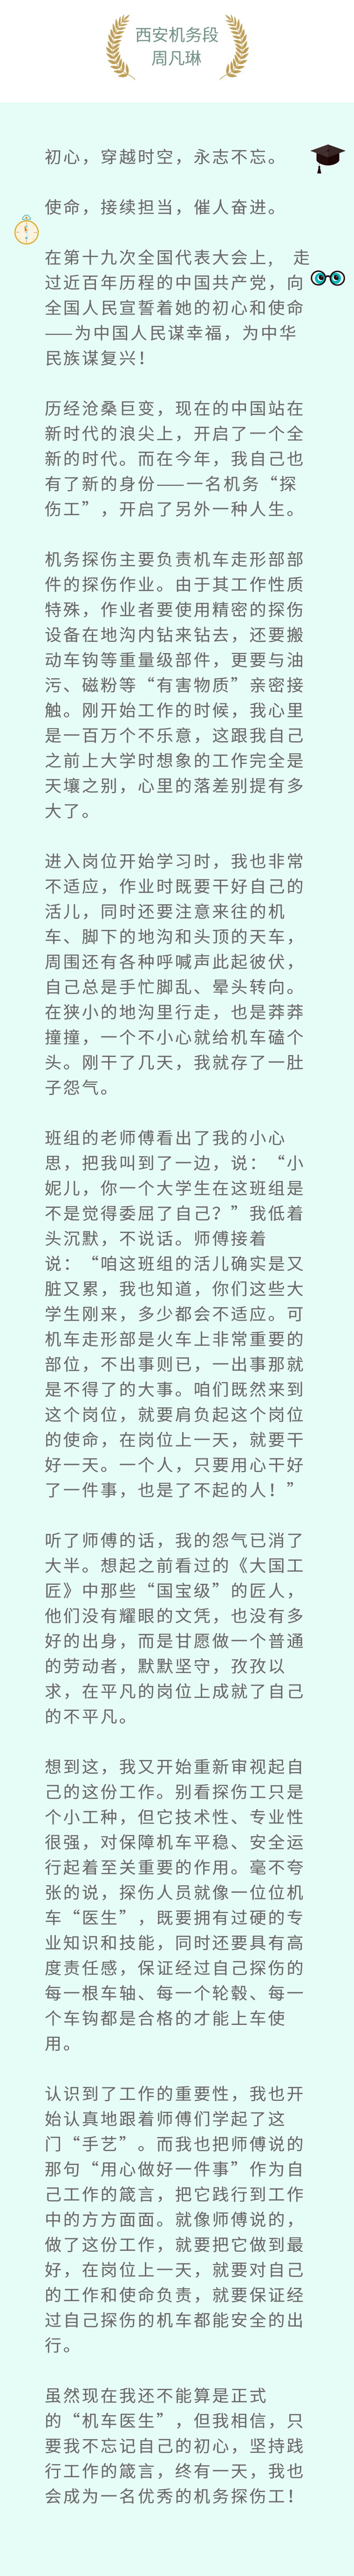 西安机务段
周凡琳
初心，穿越时空，永志不忘。
使命，接续担当，催人奋进。
在第十九次全国代表大会上， 走
过近百年历程的中国共产党，向
全国人民宣誓着她的初心和使命
——为中国人民谋幸福，为中华
民族谋复兴！
历经沧桑巨变，现在的中国站在
新时代的浪尖上，开启了一个全
新的时代。而在今年，我自己也
有了新的身份——一名机务“探
伤工”，开启了另外一种人生。
机务探伤主要负责机车走形部部
件的探伤作业。由于其工作性质
特殊，作业者要使用精密的探伤
设备在地沟内钻来钻去，还要搬
动车钩等重量级部件，更要与油
污、磁粉等“有害物质”亲密接
触。刚开始工作的时候，我心里
是一百万个不乐意，这跟我自己
之前上大学时想象的工作完全是
天壤之别，心里的落差别提有多
大了。
进入岗位开始学习时，我也非常
不适应，作业时既要干好自己的
活儿，同时还要注意来往的机
车、脚下的地沟和头顶的天车，
周围还有各种呼喊声此起彼伏，
自己总是手忙脚乱、晕头转向。
在狭小的地沟里行走，也是莽莽
撞撞，一个不小心就给机车磕个
头。刚干了几天，我就存了一肚
子怨气。
班组的老师傅看出了我的小心
思，把我叫到了一边，说：“小
妮儿，你一个大学生在这班组是
不是觉得委屈了自己？”我低着
头沉默，不说话。师傅接着
说：“咱这班组的活儿确实是又
脏又累，我也知道，你们这些大
学生刚来，多少都会不适应。可
机车走形部是火车上非常重要的
部位，不出事则已，一出事那就
是不得了的大事。咱们既然来到
这个岗位，就要肩负起这个岗位
的使命，在岗位上一天，就要干
好一天。一个人，只要用心干好
了一件事，也是了不起的人！”
听了师傅的话，我的怨气已消了
大半。想起之前看过的《大国工
匠》中那些“国宝级”的匠人，
他们没有耀眼的文凭，也没有多
好的出身，而是甘愿做一个普通
的劳动者，默默坚守，孜孜以
求，在平凡的岗位上成就了自己
的不平凡。
想到这，我又开始重新审视起自
己的这份工作。别看探伤工只是
个小工种，但它技术性、专业性
很强，对保障机车平稳、安全运
行起着至关重要的作用。毫不夸
张的说，探伤人员就像一位位机
车“医生”，既要拥有过硬的专
业知识和技能，同时还要具有高
度责任感，保证经过自己探伤的
每一根车轴、每一个轮毂、每一
个车钩都是合格的才能上车使
用。
认识到了工作的重要性，我也开
始认真地跟着师傅们学起了这
门“手艺”。而我也把师傅说的
那句“用心做好一件事”作为自
己工作的箴言，把它践行到工作
中的方方面面。就像师傅说的，
做了这份工作，就要把它做到最
好，在岗位上一天，就要对自己
的工作和使命负责，就要保证经
过自己探伤的机车都能安全的出
行。
虽然现在我还不能算是正式
的“机车医生”，但我相信，只
要我不忘记自己的初心，坚持践
行工作的箴言，终有一天，我也
会成为一名优秀的机务探伤工！